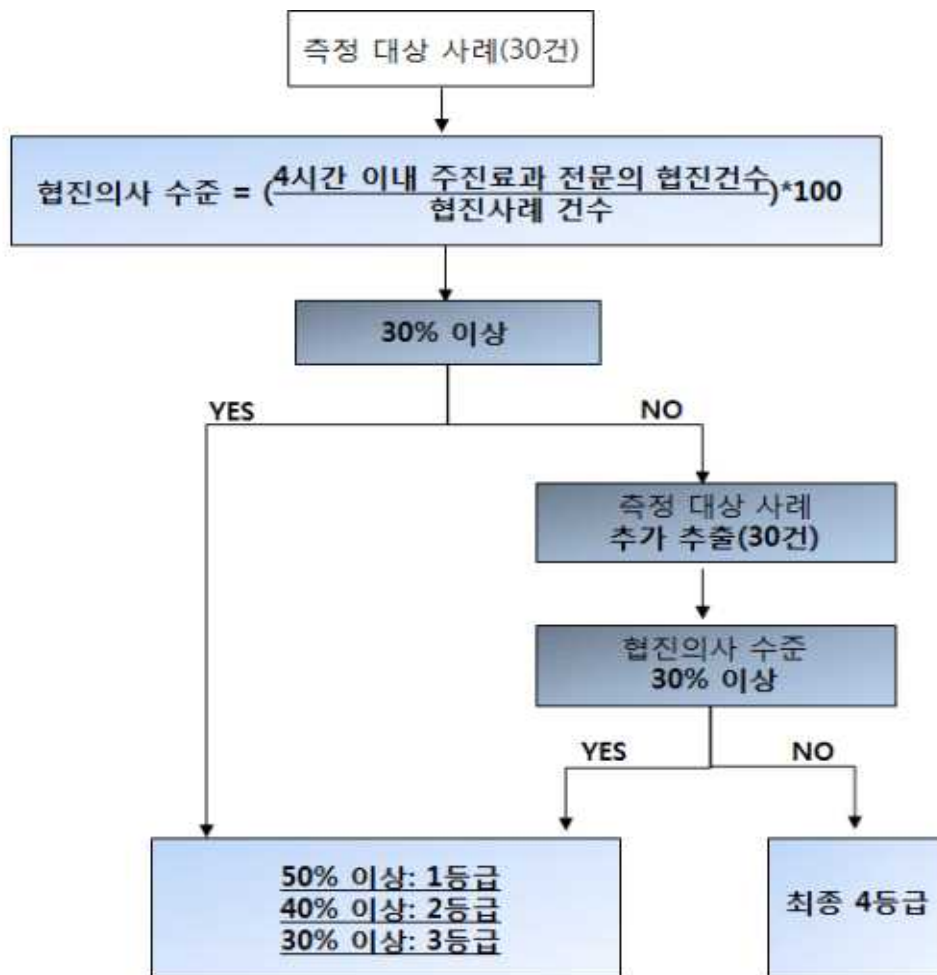 측정 대상 사례(30건)
협진의사 수준 = (4시간 이내 주진료과 전문의 협진건수
협진사례 건수)*100
30% 이상
YES NO
측정 대상 사례
추가 추출(30건)
협진의사 수준
30% 이상
YES NO
50% 이상: 1등급
40% 이상: 2등급
30% 이상: 3등급
최종 4등급